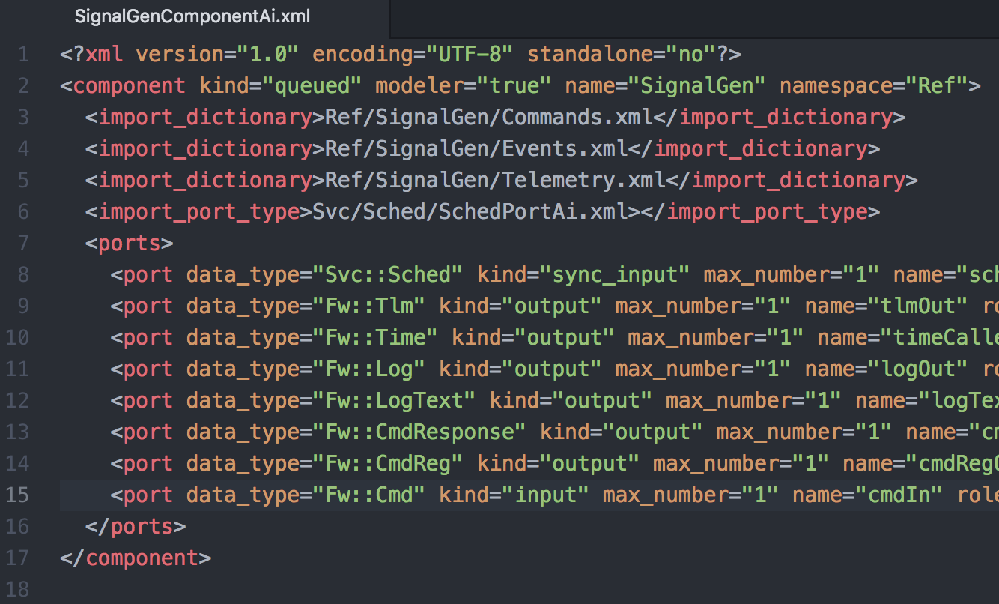 SignalGenComponentAi.xml
1 <?xml version="1.0" encoding="UTF-8" standalone="no"?>
2 <component kind="queued" modeler="true" name="SignalGen" namespace="Ref">
3 <import_dictionary>Ref/SignalGen/Commands.xml</import_dictionary>
4 <import_dictionary>Ref/SignalGen/Events.xml</import_dictionary>
5 <import_dictionary>Ref/SignalGen/Telemetry.xml</import_dictionary>
6 <import_port_type>Svc/Sched/SchedPortAi.xml></import_port_type>
7 <ports>
8 <port data_type="Svc::Sched" kind="sync_input" max_number="1" name="sch
9 <port data_type="Fw::Tlm" kind="output" max_number="1" name="tlmOut" ro
10 <port data_type="Fw::Time" kind="output" max_number="1" name="timeCalle
11 <port data_type="Fw::Log" kind="output" max_number="1" name="logOut" ro
12 <port data_type="Fw::LogText" kind="output" max_number="1" name="logTex
13 <port data_type="Fw::CmdResponse" kind="output" max_number="1" name="cm
14 <port data_type="Fw::CmdReg" kind="output" max_number="1" name="cmdRegO
15 <port data_type="Fw::Cmd" kind="input" max_number="1" name="cmdIn" role
16 </ports>
17 </component>
18